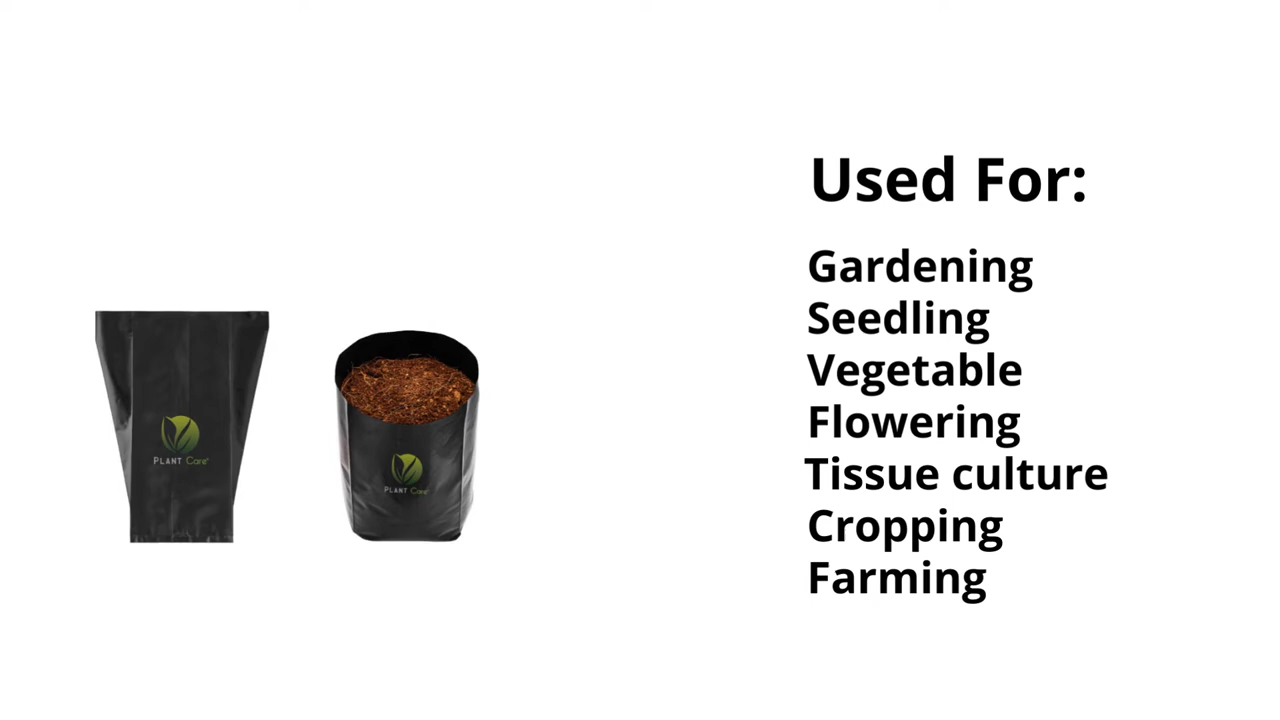 Used For:
Gardening
Seedling
Vegetable
Flowering
Tissue culture
Cropping
Farming
PLANT Care
PLANT Care